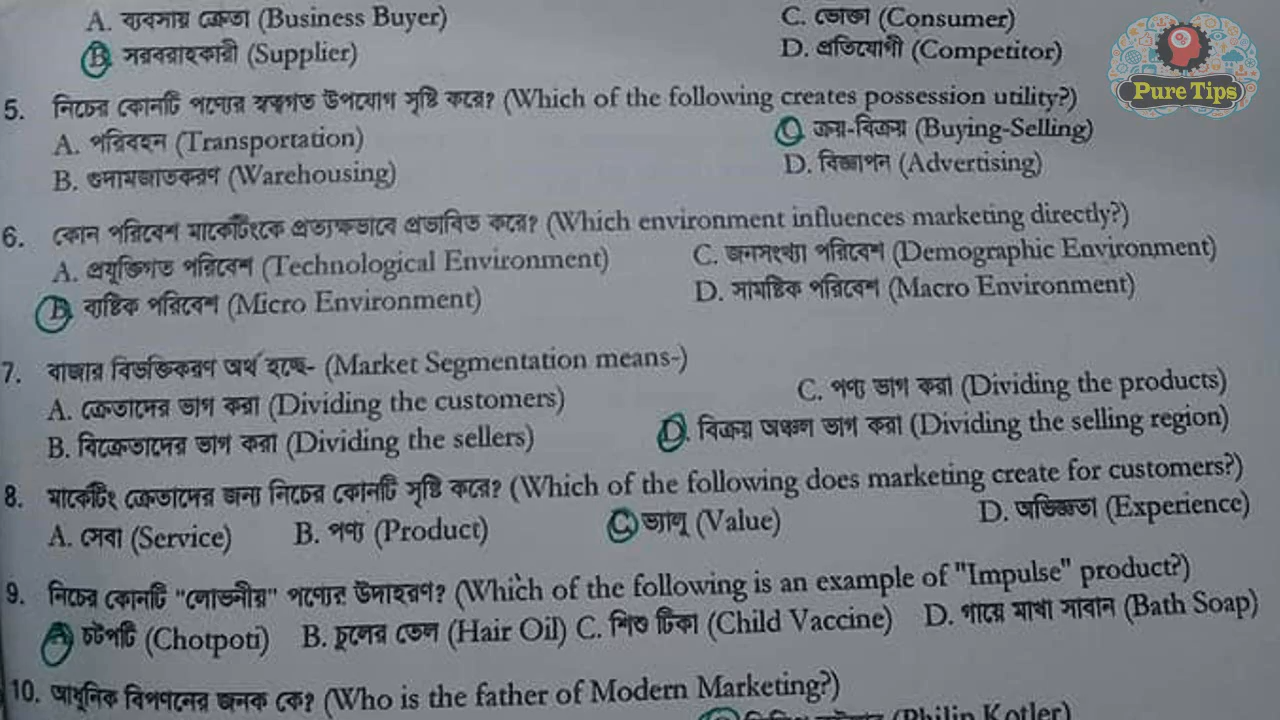 A. ব্যবসায় ক্রেতা (Business Buyer)
C. ভোক্তা (Consumer)
B. সরবরাহকারী (Supplier)
D. প্রতিযোগী (Competitor)
Pure Tips
5. নিচের কোনটি পণ্যের স্বত্বগত উপযোগ সৃষ্টি করে? (Which of the following creates possession utility?)
A. পরিবহন (Transportation)
C ক্রয়-বিক্রয় (Buying-Selling)
B. গুদামজাতকরণ (Warehousing)
D. বিজ্ঞাপন (Advertising)
6. কোন পরিবেশ মার্কেটিংকে প্রত্যক্ষভাবে প্রভাবিত করে? (Which environment influences marketing directly?)
A. প্রযুক্তিগত পরিবেশ (Technological Environment)
C. জনসংখ্যা পরিবেশ (Demographic Environment)
B. ব্যষ্টিক পরিবেশ (Micro Environment)
D. সামষ্টিক পরিবেশ (Macro Environment)
7. বাজার বিভক্তিকরণ অর্থ হচ্ছে- (Market Segmentation means-)
A. ক্রেতাদের ভাগ করা (Dividing the customers)
C. পণ্য ভাগ করা (Dividing the products)
B. বিক্রেতাদের ভাগ করা (Dividing the sellers)
D. বিক্রয় অঞ্চল ভাগ করা (Dividing the selling region)
8. মার্কেটিং ক্রেতাদের জন্য নিচের কোনটি সৃষ্টি করে? (Which of the following does marketing create for customers?)
A. সেবা (Service) B. পণ্য (Product) C. ভ্যালু (Value) D. অভিজ্ঞতা (Experience)
9. নিচের কোনটি "লোভনীয়" পণ্যের উদাহরণ? (Which of the following is an example of "Impulse" product?)
A চটপটি (Chotpoti) B. চুলের তেল (Hair Oil) C. শিশু টিকা (Child Vaccine) D. গায়ে মাখা সাবান (Bath Soap)
10. আধুনিক বিপণনের জনক কে? (Who is the father of Modern Marketing?)
(Philip Kotler)